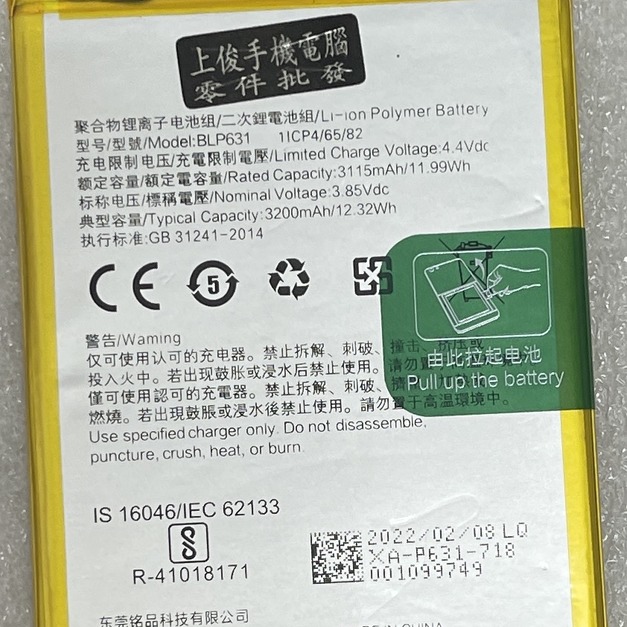 上俊手機電腦
零件批發
聚合物锂离子电池组/二次鋰電池組/Li-ion Polymer Battery
型号/型號/Model:BLP631 1ICP4/65/82
充电限制电压/充電限制電壓/Limited Charge Voltage:4.4Vdc
额定容量/額定電容量/Rated Capacity:3115mAh/11.99Wh
标称电压/標稱電壓/Nominal Voltage:3.85Vdc
典型容量/Typical Capacity:3200mAh/12.32Wh
执行标准:GB 31241-2014
CE
5
由此拉起电池
Pull up the battery
警告/Warning
仅可使用认可的充电器。禁止拆解、刺破、撞击、挤压或
投入火中。若出现鼓胀或浸水后禁止使用。请勿置
僅可使用認可的充電器。禁止拆解、刺破、
燃燒。若出現鼓脹或浸水後禁止使用。請勿置于高温環境中。
Use specified charger only. Do not disassemble,
puncture, crush, heat, or burn.
IS 16046/IEC 62133
R-41018171
2022/02/08 LQ
XA-P631-718
001099749
东莞铭品科技有限公司